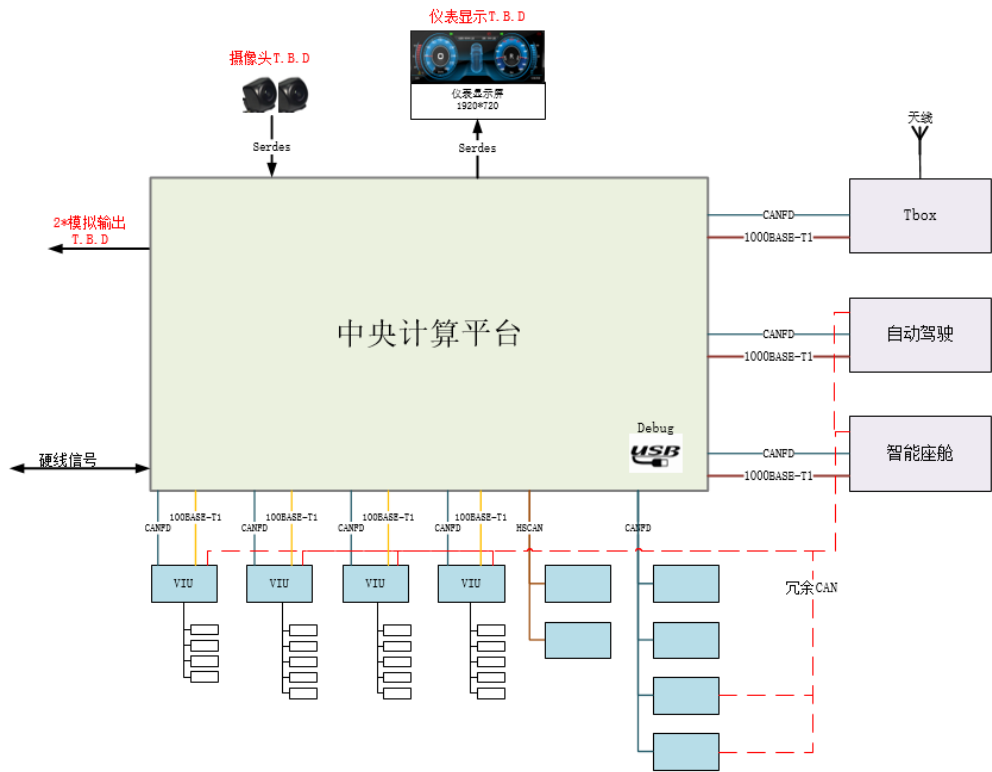 仪表显示T.B.D
摄像头T.B.D
仪表显示屏
1920*720
天线
Serdes
Serdes
2*模拟输出
T.B.D
CANFD
Tbox
1000BASE-T1
中央计算平台
CANFD
自动驾驶
1000BASE-T1
Debug
USB
硬线信号
CANFD
智能座舱
1000BASE-T1
CANFD
100BASE-T1
CANFD
100BASE-T1
CANFD
100BASE-T1
CANFD
100BASE-T1
HSCAN
CANFD
VIU
VIU
VIU
VIU
冗余CAN